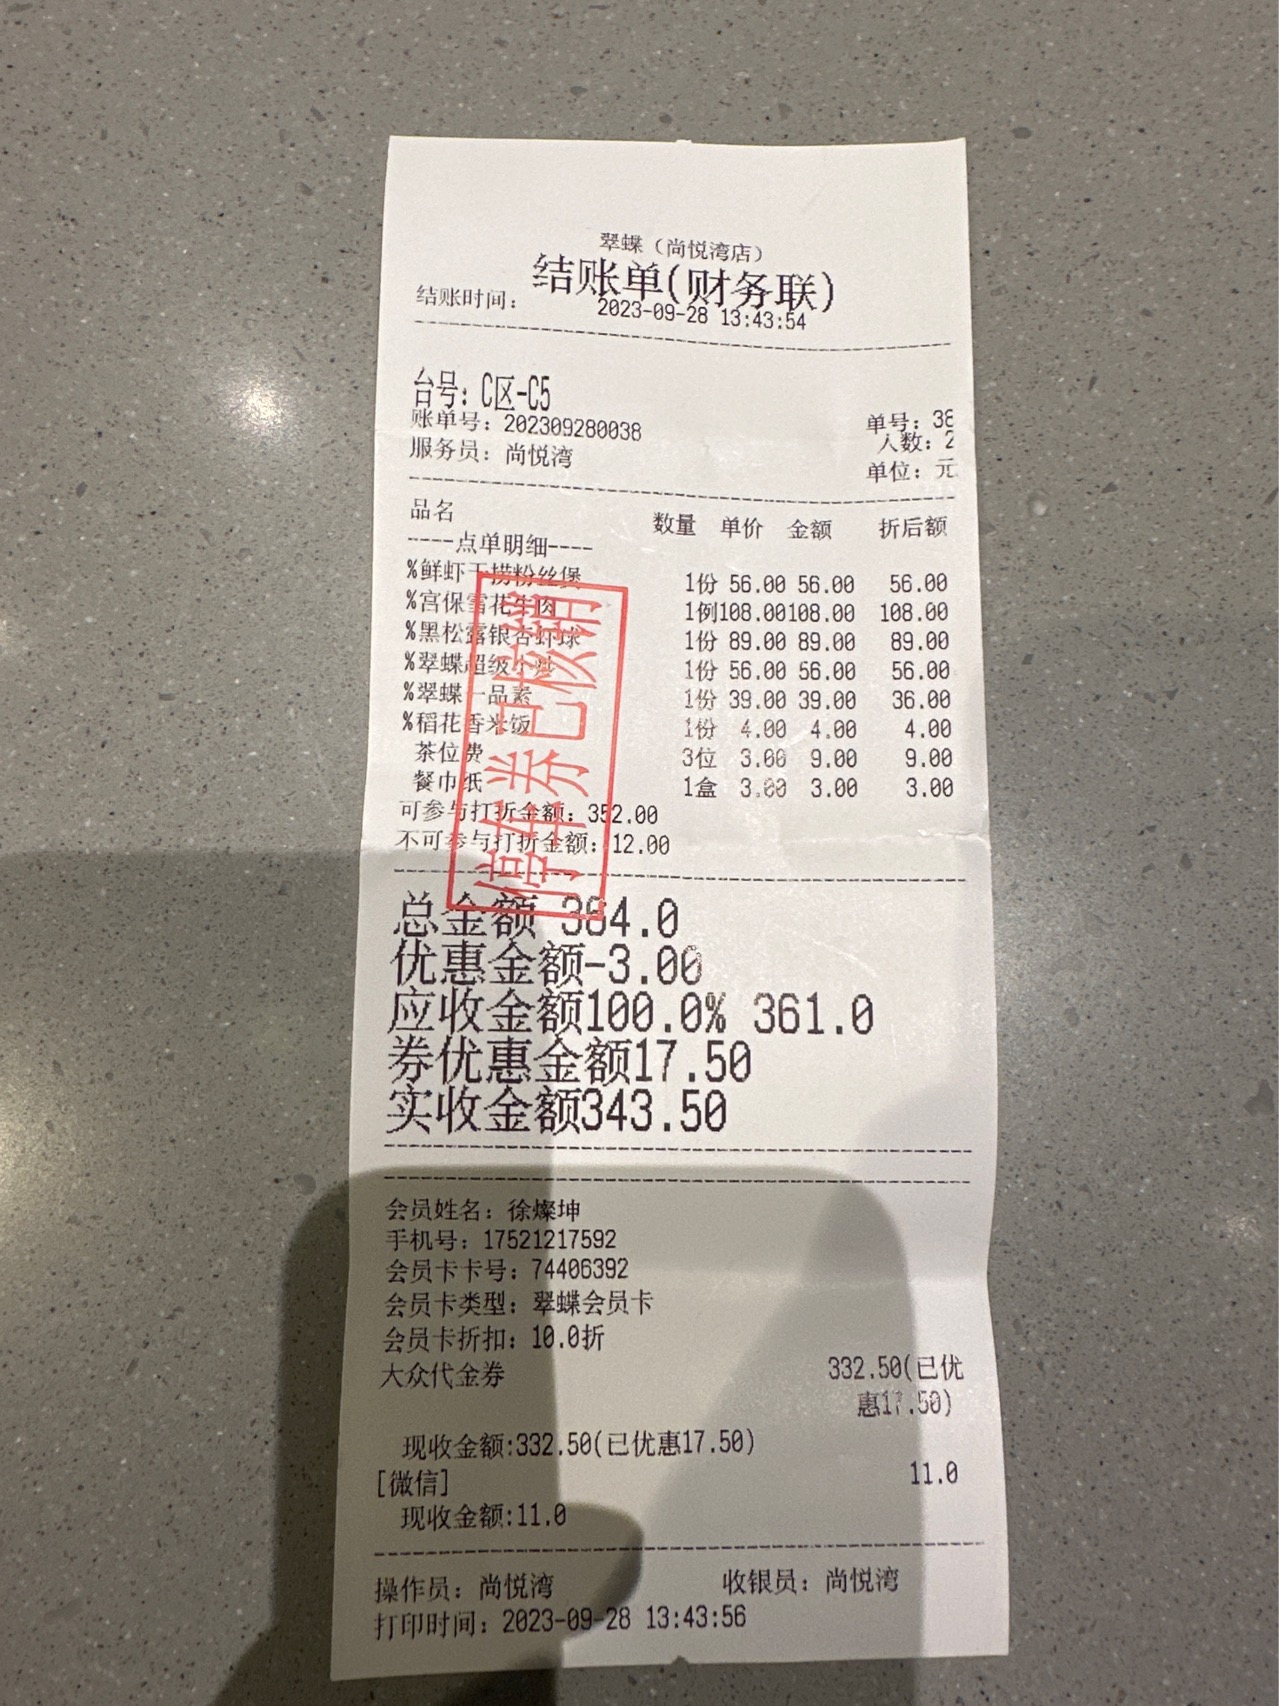 翠蝶（尚悦湾店）
结账单(财务联)
结账时间： 2023-09-28 13:43:54
台号：C区-C5
账单号：202309280038 单号：38
人数：2
服务员：尚悦湾 单位：元
品名 数量 单价 金额 折后额
----点单明细----
%鲜虾干捞粉丝煲 1份 56.00 56.00 56.00
%宫保雪花牛肉 1例108.00108.00 108.00
%黑松露银杏虾球 1份 89.00 89.00 89.00
%翠蝶超级 1份 56.00 56.00 56.00
%翠蝶一品素 1份 39.00 39.00 36.00
%稻花香米饭 1份 4.00 4.00 4.00
茶位费 3位 3.00 9.00 9.00
餐巾纸 1盒 3.00 3.00 3.00
可参与打折金额：352.00
不可参与打折金额：12.00
停车券已核销
总金额 364.0
优惠金额-3.00
应收金额100.0% 361.0
券优惠金额17.50
实收金额343.50
会员姓名：徐燦坤
手机号：17521217592
会员卡卡号：74406392
会员卡类型：翠蝶会员卡
会员卡折扣：10.0折
大众代金券 332.50(已优
惠17.50)
现收金额:332.50(已优惠17.50)
[微信] 11.0
现收金额:11.0
操作员：尚悦湾 收银员：尚悦湾
打印时间：2023-09-28 13:43:56